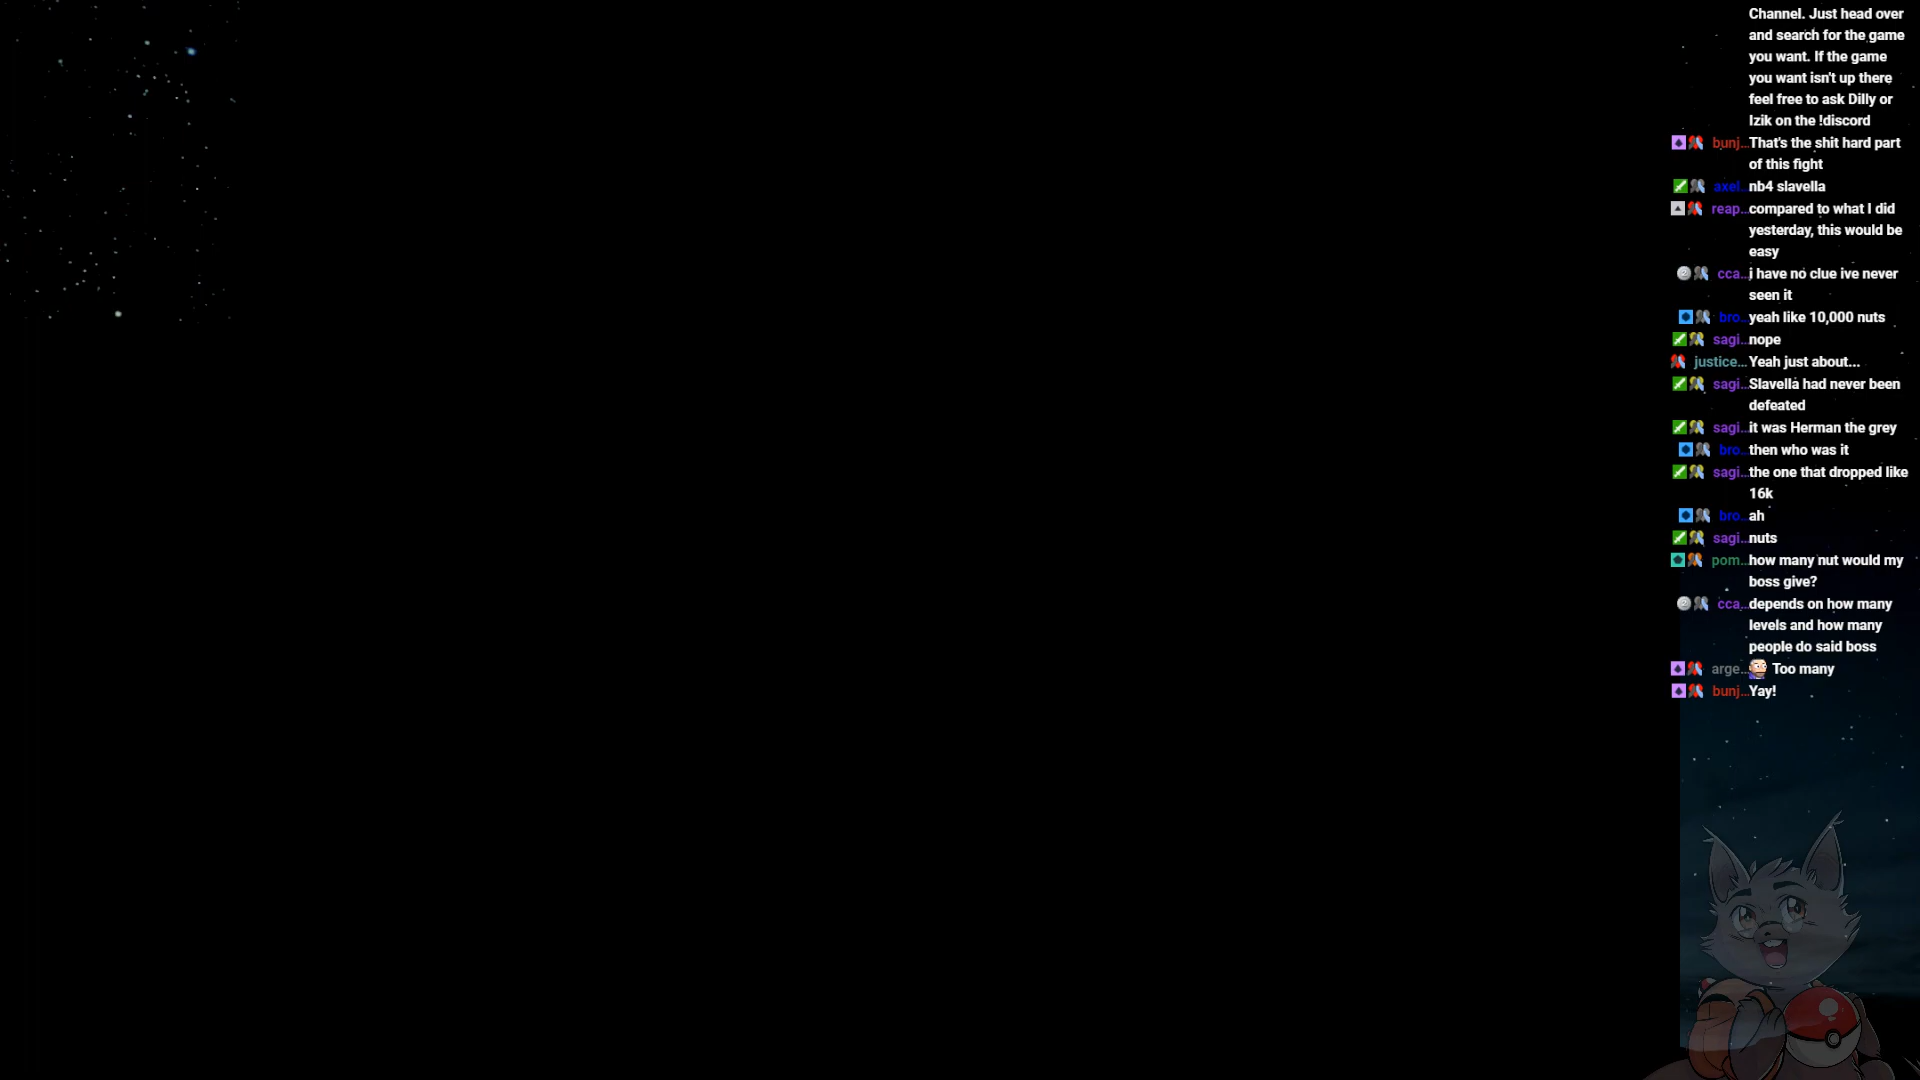 Channel. Just head over
and search for the game
you want. If the game
you want isn't up there
feel free to ask Dilly or
Izik on the !discord
bunj... That's the shit hard part
of this fight
axel... nb4 slavella
reap... compared to what I did
yesterday, this would be
easy
cca... i have no clue ive never
seen it
bro... yeah like 10,000 nuts
sagi... nope
justice... Yeah just about...
sagi... Slavella had never been
defeated
sagi... it was Herman the grey
bro... then who was it
sagi... the one that dropped like
16k
bro... ah
sagi... nuts
pom... how many nut would my
boss give?
cca... depends on how many
levels and how many
people do said boss
arge... Too many
bunj... Yay!